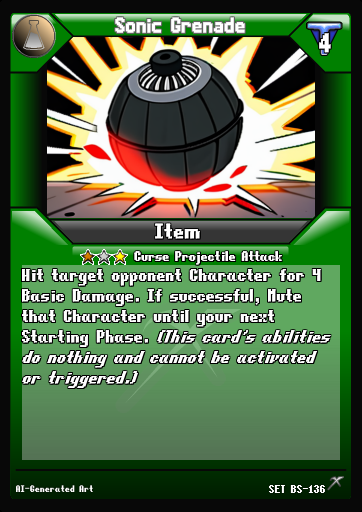 Sonic Grenade
4
Item
Curse Projectile Attack
Hit target opponent Character for 4
Basic Damage. If successful, Mute
that Character until your next
Starting Phase. (This card's abilities
do nothing and cannot be activated
or triggered.)
AI-Generated Art
SET BS-136